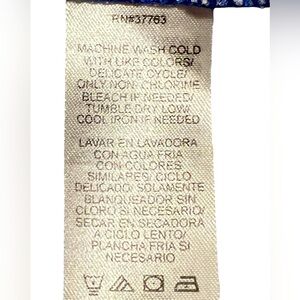 RN#37763
MACHINE WASH COLD
WITH LIKE COLORS/
DELICATE CYCLE/
ONLY NON-CHLORINE
BLEACH IF NEEDED/
TUMBLE DRY LOW/
COOL IRON IF NEEDED
LAVAR EN LAVADORA
CON AGUA FRIA
CON COLORES
SIMILARES/ CICLO
DELICADO/ SOLAMENTE
BLANQUEADOR SIN
CLORO SI NECESARIO/
SECAR EN SECADORA
A CICLO LENTO/
PLANCHA FRIA SI
NECESARIO